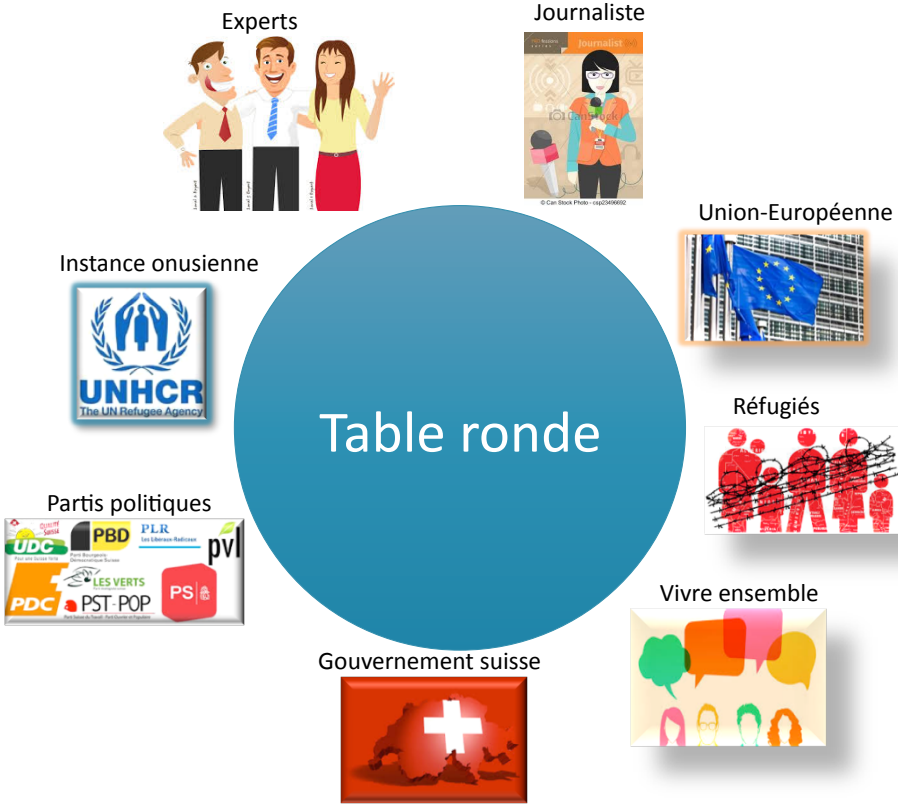 Experts
Journaliste
Journalist
CanStock
© Can Stock Photo - csp23496692
Union-Européenne
Instance onusienne
UNHCR
The UN Refugee Agency
Table ronde
Réfugiés
Partis politiques
UDC
PBD
Parti Bourgeois-
Démocratique Suisse
PLR
Les Libéraux-Radicaux
pvl
PDC
LES VERTS
PST-POP
PS
Vivre ensemble
Gouvernement suisse